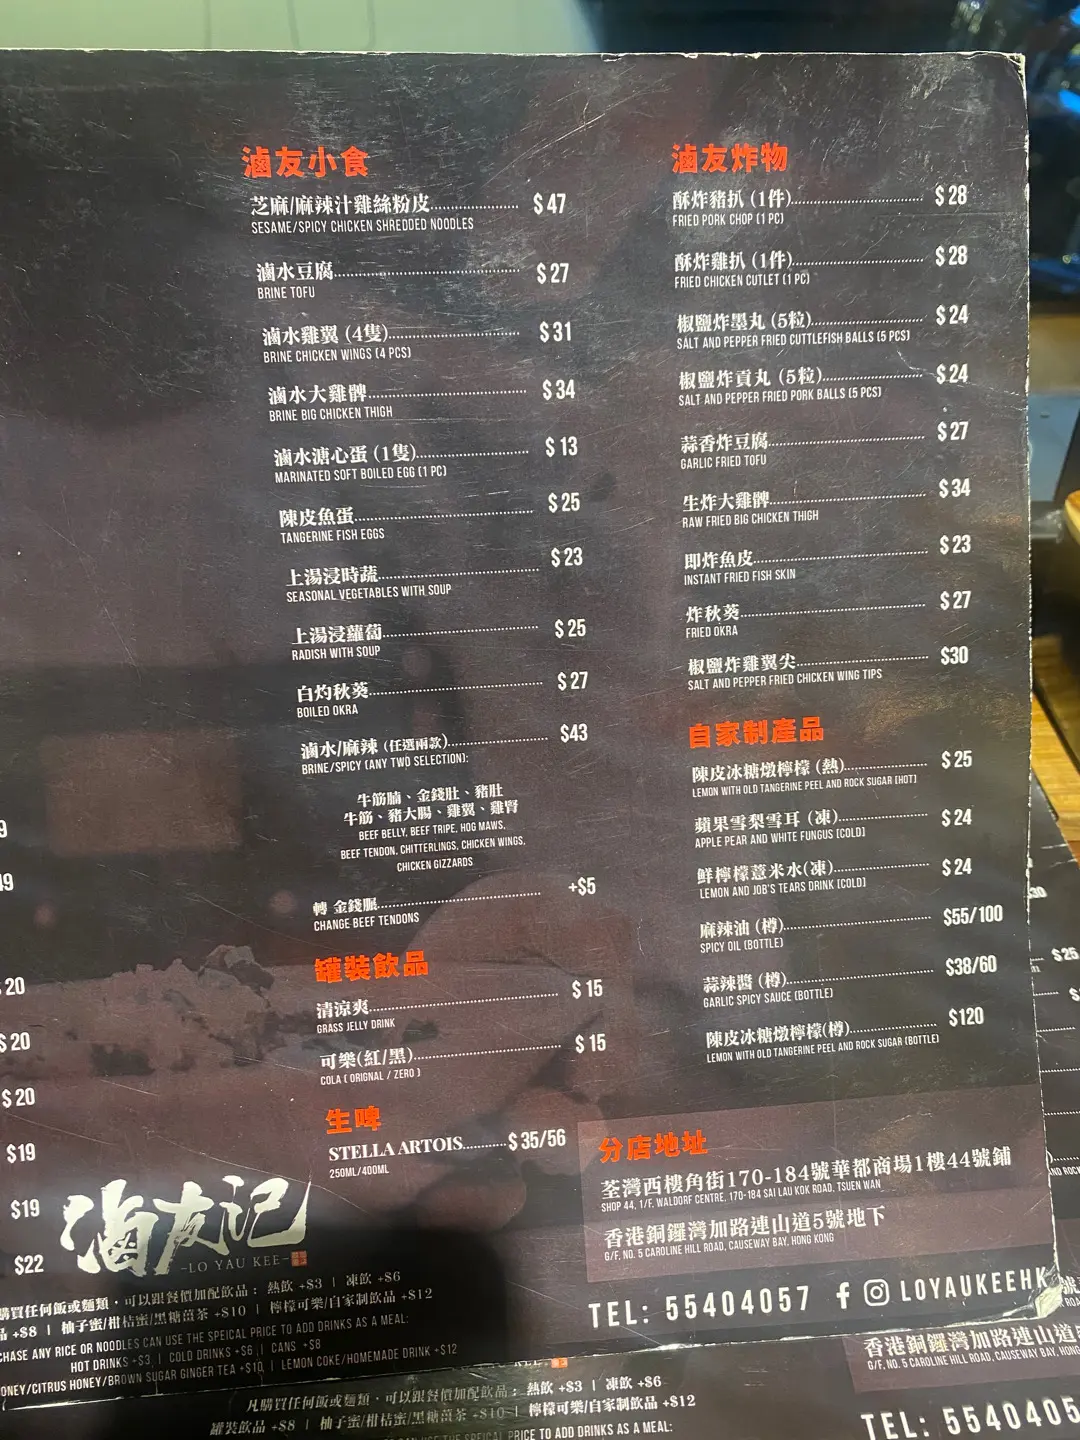 滷友小食
芝麻/麻辣汁雞絲粉皮 $47
SESAME/SPICY CHICKEN SHREDDED NOODLES
滷水豆腐 $27
BRINE TOFU
滷水雞翼 (4隻) $31
BRINE CHICKEN WINGS (4 PCS)
滷水大雞髀 $34
BRINE BIG CHICKEN THIGH
滷水溏心蛋 (1隻) $13
MARINATED SOFT BOILED EGG (1 PC)
陳皮魚蛋 $25
TANGERINE FISH EGGS
上湯浸時蔬 $23
SEASONAL VEGETABLES WITH SOUP
上湯浸蘿蔔 $25
RADISH WITH SOUP
白灼秋葵 $27
BOILED OKRA
滷水/麻辣 (任選兩款) $43
BRINE/SPICY (ANY TWO SELECTION):
牛筋腩、金錢肚、豬肚
牛筋、豬大腸、雞翼、雞腎
BEEF BELLY, BEEF TRIPE, HOG MAWS,
BEEF TENDON, CHITTERLINGS, CHICKEN WINGS,
CHICKEN GIZZARDS
轉 金錢𦟌 +$5
CHANGE BEEF TENDONS
罐裝飲品
清涼爽 $15
GRASS JELLY DRINK
可樂(紅/黑) $15
COLA ( ORIGNAL / ZERO )
生啤
STELLA ARTOIS $35/56
250ML/400ML
滷友炸物
酥炸豬扒 (1件) $28
FRIED PORK CHOP (1 PC)
酥炸雞扒 (1件) $28
FRIED CHICKEN CUTLET (1 PC)
椒鹽炸墨丸 (5粒) $24
SALT AND PEPPER FRIED CUTTLEFISH BALLS (5 PCS)
椒鹽炸貢丸 (5粒) $24
SALT AND PEPPER FRIED PORK BALLS (5 PCS)
蒜香炸豆腐 $27
GARLIC FRIED TOFU
生炸大雞髀 $34
RAW FRIED BIG CHICKEN THIGH
即炸魚皮 $23
INSTANT FRIED FISH SKIN
炸秋葵 $27
FRIED OKRA
椒鹽炸雞翼尖 $30
SALT AND PEPPER FRIED CHICKEN WING TIPS
自家制產品
陳皮冰糖燉檸檬 (熱) $25
LEMON WITH OLD TANGERINE PEEL AND ROCK SUGAR (HOT)
蘋果雪梨雪耳 (凍) $24
APPLE PEAR AND WHITE FUNGUS (COLD)
鮮檸檬薏米水(凍) $24
LEMON AND JOB'S TEARS DRINK (COLD)
麻辣油 (樽) $55/100
SPICY OIL (BOTTLE)
蒜辣醬 (樽) $38/60
GARLIC SPICY SAUCE (BOTTLE)
陳皮冰糖燉檸檬(樽) $120
LEMON WITH OLD TANGERINE PEEL AND ROCK SUGAR (BOTTLE)
分店地址
荃灣西樓角街170-184號華都商場1樓44號鋪
SHOP 44, 1/F, WALDORF CENTRE, 170-184 SAI LAU KOK ROAD, TSUEN WAN
香港銅鑼灣加路連山道5號地下
G/F, NO. 5 CAROLINE HILL ROAD, CAUSEWAY BAY, HONG KONG
TEL: 55404057 LOYAUKEEHK
9
49
$20
$20
$20
$19
$19
$22
滷友記
-LO YAU KEE-
購買任何飯或麵類，可以跟餐價加配飲品： 熱飲 +$3 | 凍飲 +$6
品 +$8 | 柚子蜜/柑桔蜜/黑糖薑茶 +$10 | 檸檬可樂/自家制飲品 +$12
CHASE ANY RICE OR NOODLES CAN USE THE SPEICAL PRICE TO ADD DRINKS AS A MEAL:
HOT DRINKS +$3 | COLD DRINKS +$6 | CANS +$8
ONEY/CITRUS HONEY/BROWN SUGAR GINGER TEA +$10 | LEMON COKE/HOMEMADE DRINK +$12
凡購買任何飯或麵類，可以跟餐價加配飲品： 熱飲 +$3 | 凍飲 +$6
罐裝飲品 +$8 | 柚子蜜/柑桔蜜/黑糖薑茶 +$10 | 檸檬可樂/自家制飲品 +$12
PRICE TO ADD DRINKS AS A MEAL:
30
$25
香港銅鑼灣加路連山道
G/F, NO. 5 CAROLINE HILL ROAD, CAUSEWAY BAY, HONG
TEL: 5540405